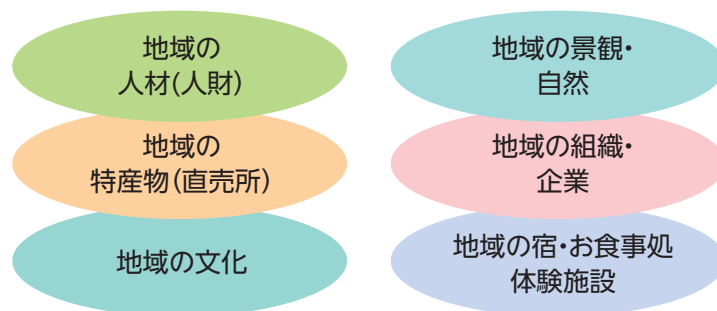 地域の
人材(人財)
地域の
特産物(直売所)
地域の文化
地域の景観・
自然
地域の組織・
企業
地域の宿・お食事処
体験施設